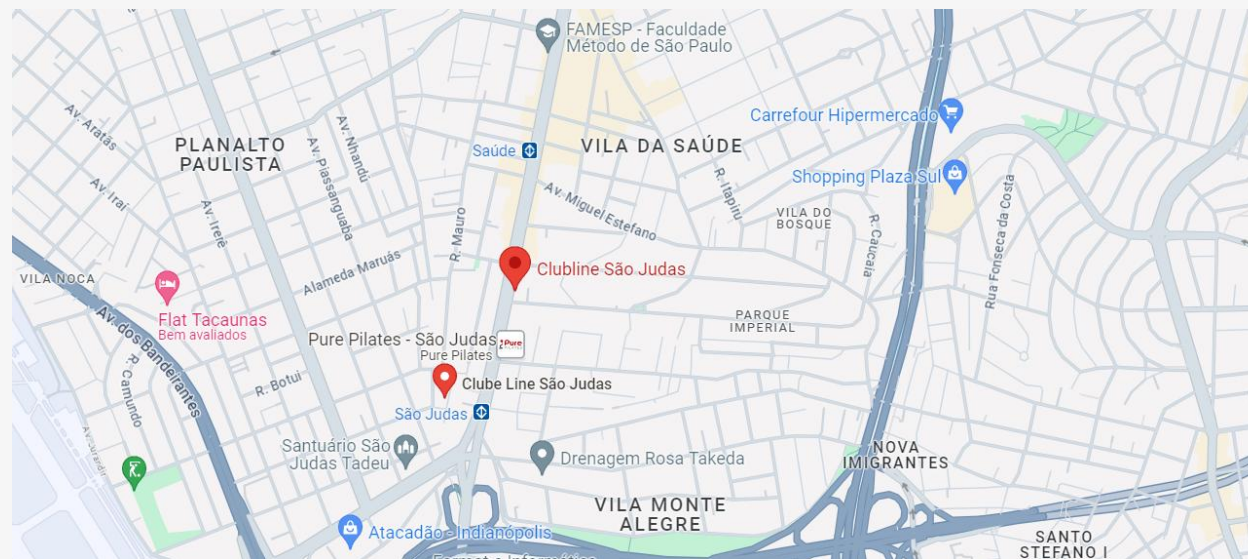 FAMESP - Faculdade
Método de São Paulo
Av. Aratãs
PLANALTO
PAULISTA
Av. Nhandú
Av. Piassanguaba
Saúde
VILA DA SAÚDE
Carrefour Hipermercado
Shopping Plaza Sul
R. Itapiru
Av. Iraí
Av. Irerê
R. Mauro
Av. Miguel Estefano
VILA DO
BOSQUE
R. Caucaia
Rua Fonseca da Costa
VILA NOCA
Alameda Maruás
Clubline São Judas
Flat Tacaunas
Bem avaliados
Av. dos Bandeirantes
PARQUE
IMPERIAL
Pure Pilates - São Judas
Pure Pilates
Pure
R. Camundo
R. Botuí
Clube Line São Judas
São Judas
Av. Jurandir
Santuário São
Judas Tadeu
Drenagem Rosa Takeda
NOVA
IMIGRANTES
VILA MONTE
ALEGRE
Atacadão - Indianópolis
SANTO
STEFANO I